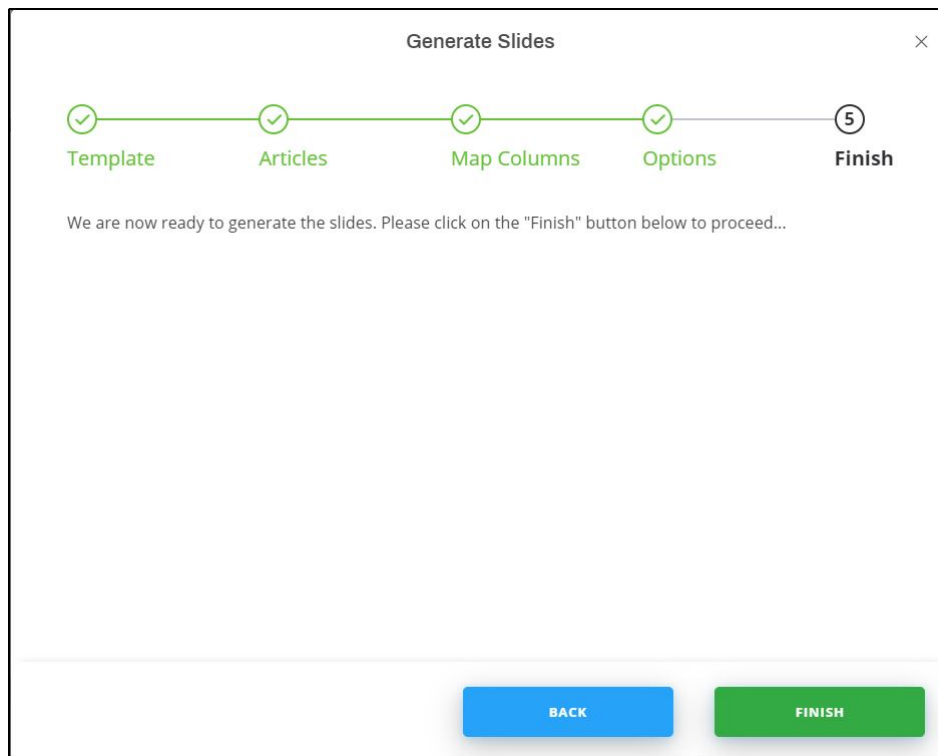 Generate Slides
5
Template Articles Map Columns Options Finish
We are now ready to generate the slides. Please click on the "Finish" button below to proceed...
BACK FINISH